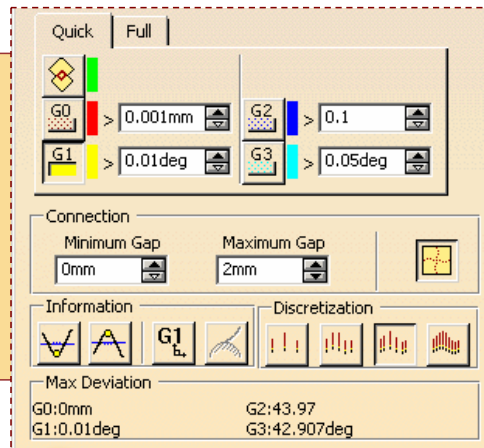 Quick Full
G0 > 0.001mm G2 > 0.1
G1 > 0.01deg G3 > 0.05deg
Connection
Minimum Gap Maximum Gap
0mm 2mm
Information Discretization
G1
Max Deviation
G0:0mm G2:43.97
G1:0.01deg G3:42.907deg